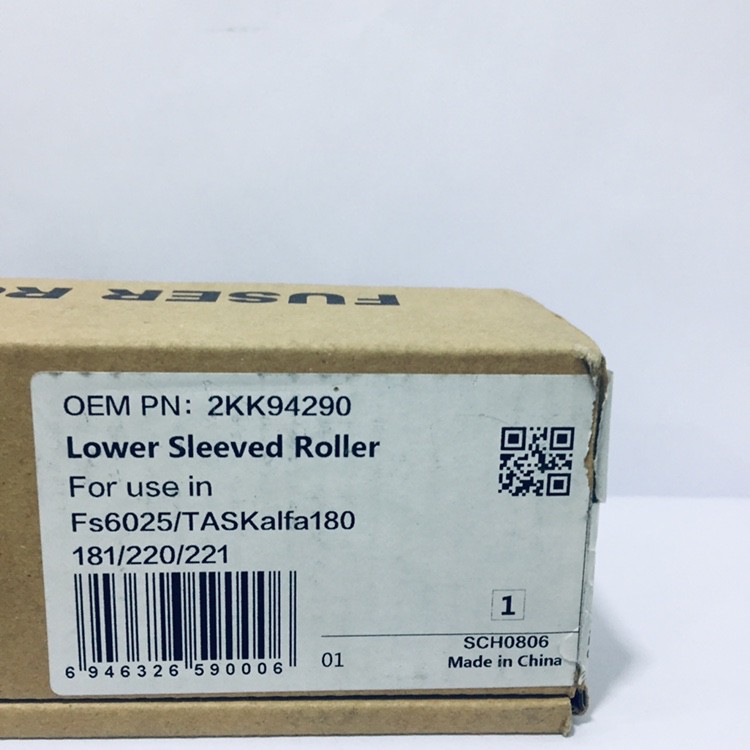 FUSER
OEM PN: 2KK94290
Lower Sleeved Roller
For use in
Fs6025/TASKalfa180
181/220/221
1
SCH0806
6 946326 590006
01
Made in China